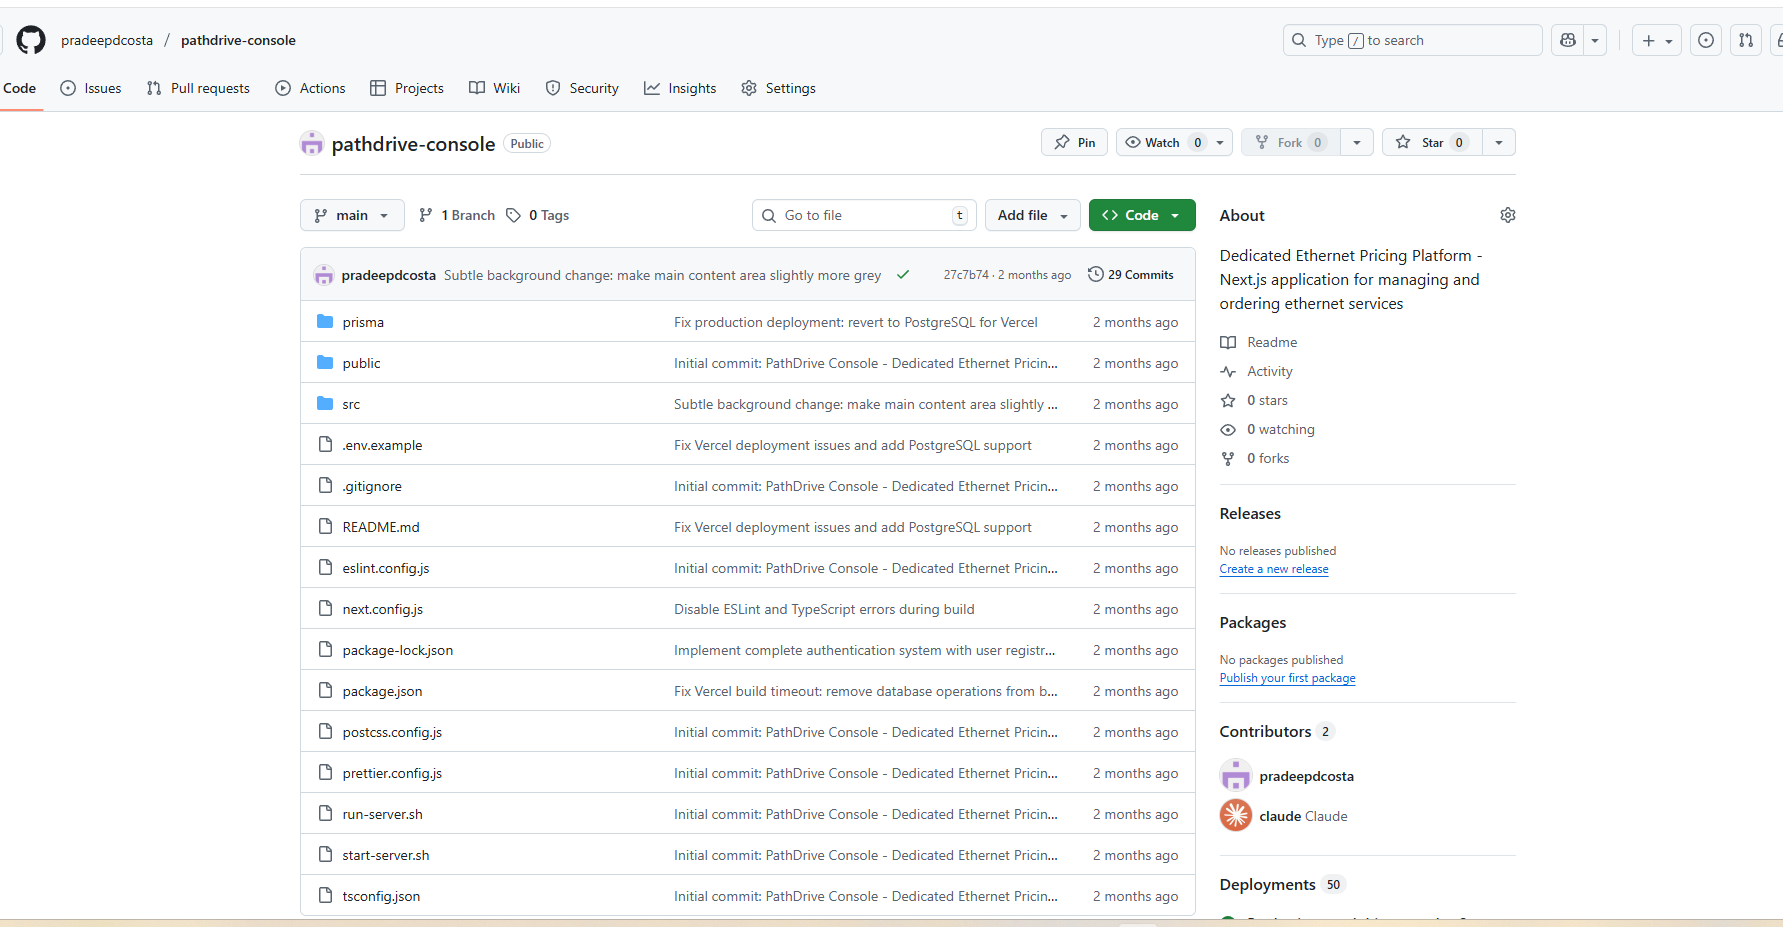 pradeepdcosta / pathdrive-console
Type / to search
Code Issues Pull requests Actions Projects Wiki Security Insights Settings
pathdrive-console Public
Pin Watch 0 Fork 0 Star 0
main 1 Branch 0 Tags
Go to file t Add file Code
pradeepdcosta Subtle background change: make main content area slightly more grey 27c7b74 · 2 months ago 29 Commits
prisma Fix production deployment: revert to PostgreSQL for Vercel 2 months ago
public Initial commit: PathDrive Console - Dedicated Ethernet Pricin... 2 months ago
src Subtle background change: make main content area slightly ... 2 months ago
.env.example Fix Vercel deployment issues and add PostgreSQL support 2 months ago
.gitignore Initial commit: PathDrive Console - Dedicated Ethernet Pricin... 2 months ago
README.md Fix Vercel deployment issues and add PostgreSQL support 2 months ago
eslint.config.js Initial commit: PathDrive Console - Dedicated Ethernet Pricin... 2 months ago
next.config.js Disable ESLint and TypeScript errors during build 2 months ago
package-lock.json Implement complete authentication system with user registr... 2 months ago
package.json Fix Vercel build timeout: remove database operations from b... 2 months ago
postcss.config.js Initial commit: PathDrive Console - Dedicated Ethernet Pricin... 2 months ago
prettier.config.js Initial commit: PathDrive Console - Dedicated Ethernet Pricin... 2 months ago
run-server.sh Initial commit: PathDrive Console - Dedicated Ethernet Pricin... 2 months ago
start-server.sh Initial commit: PathDrive Console - Dedicated Ethernet Pricin... 2 months ago
tsconfig.json Initial commit: PathDrive Console - Dedicated Ethernet Pricin... 2 months ago
About
Dedicated Ethernet Pricing Platform -
Next.js application for managing and
ordering ethernet services
Readme
Activity
0 stars
0 watching
0 forks
Releases
No releases published
Create a new release
Packages
No packages published
Publish your first package
Contributors 2
pradeepdcosta
claude Claude
Deployments 50